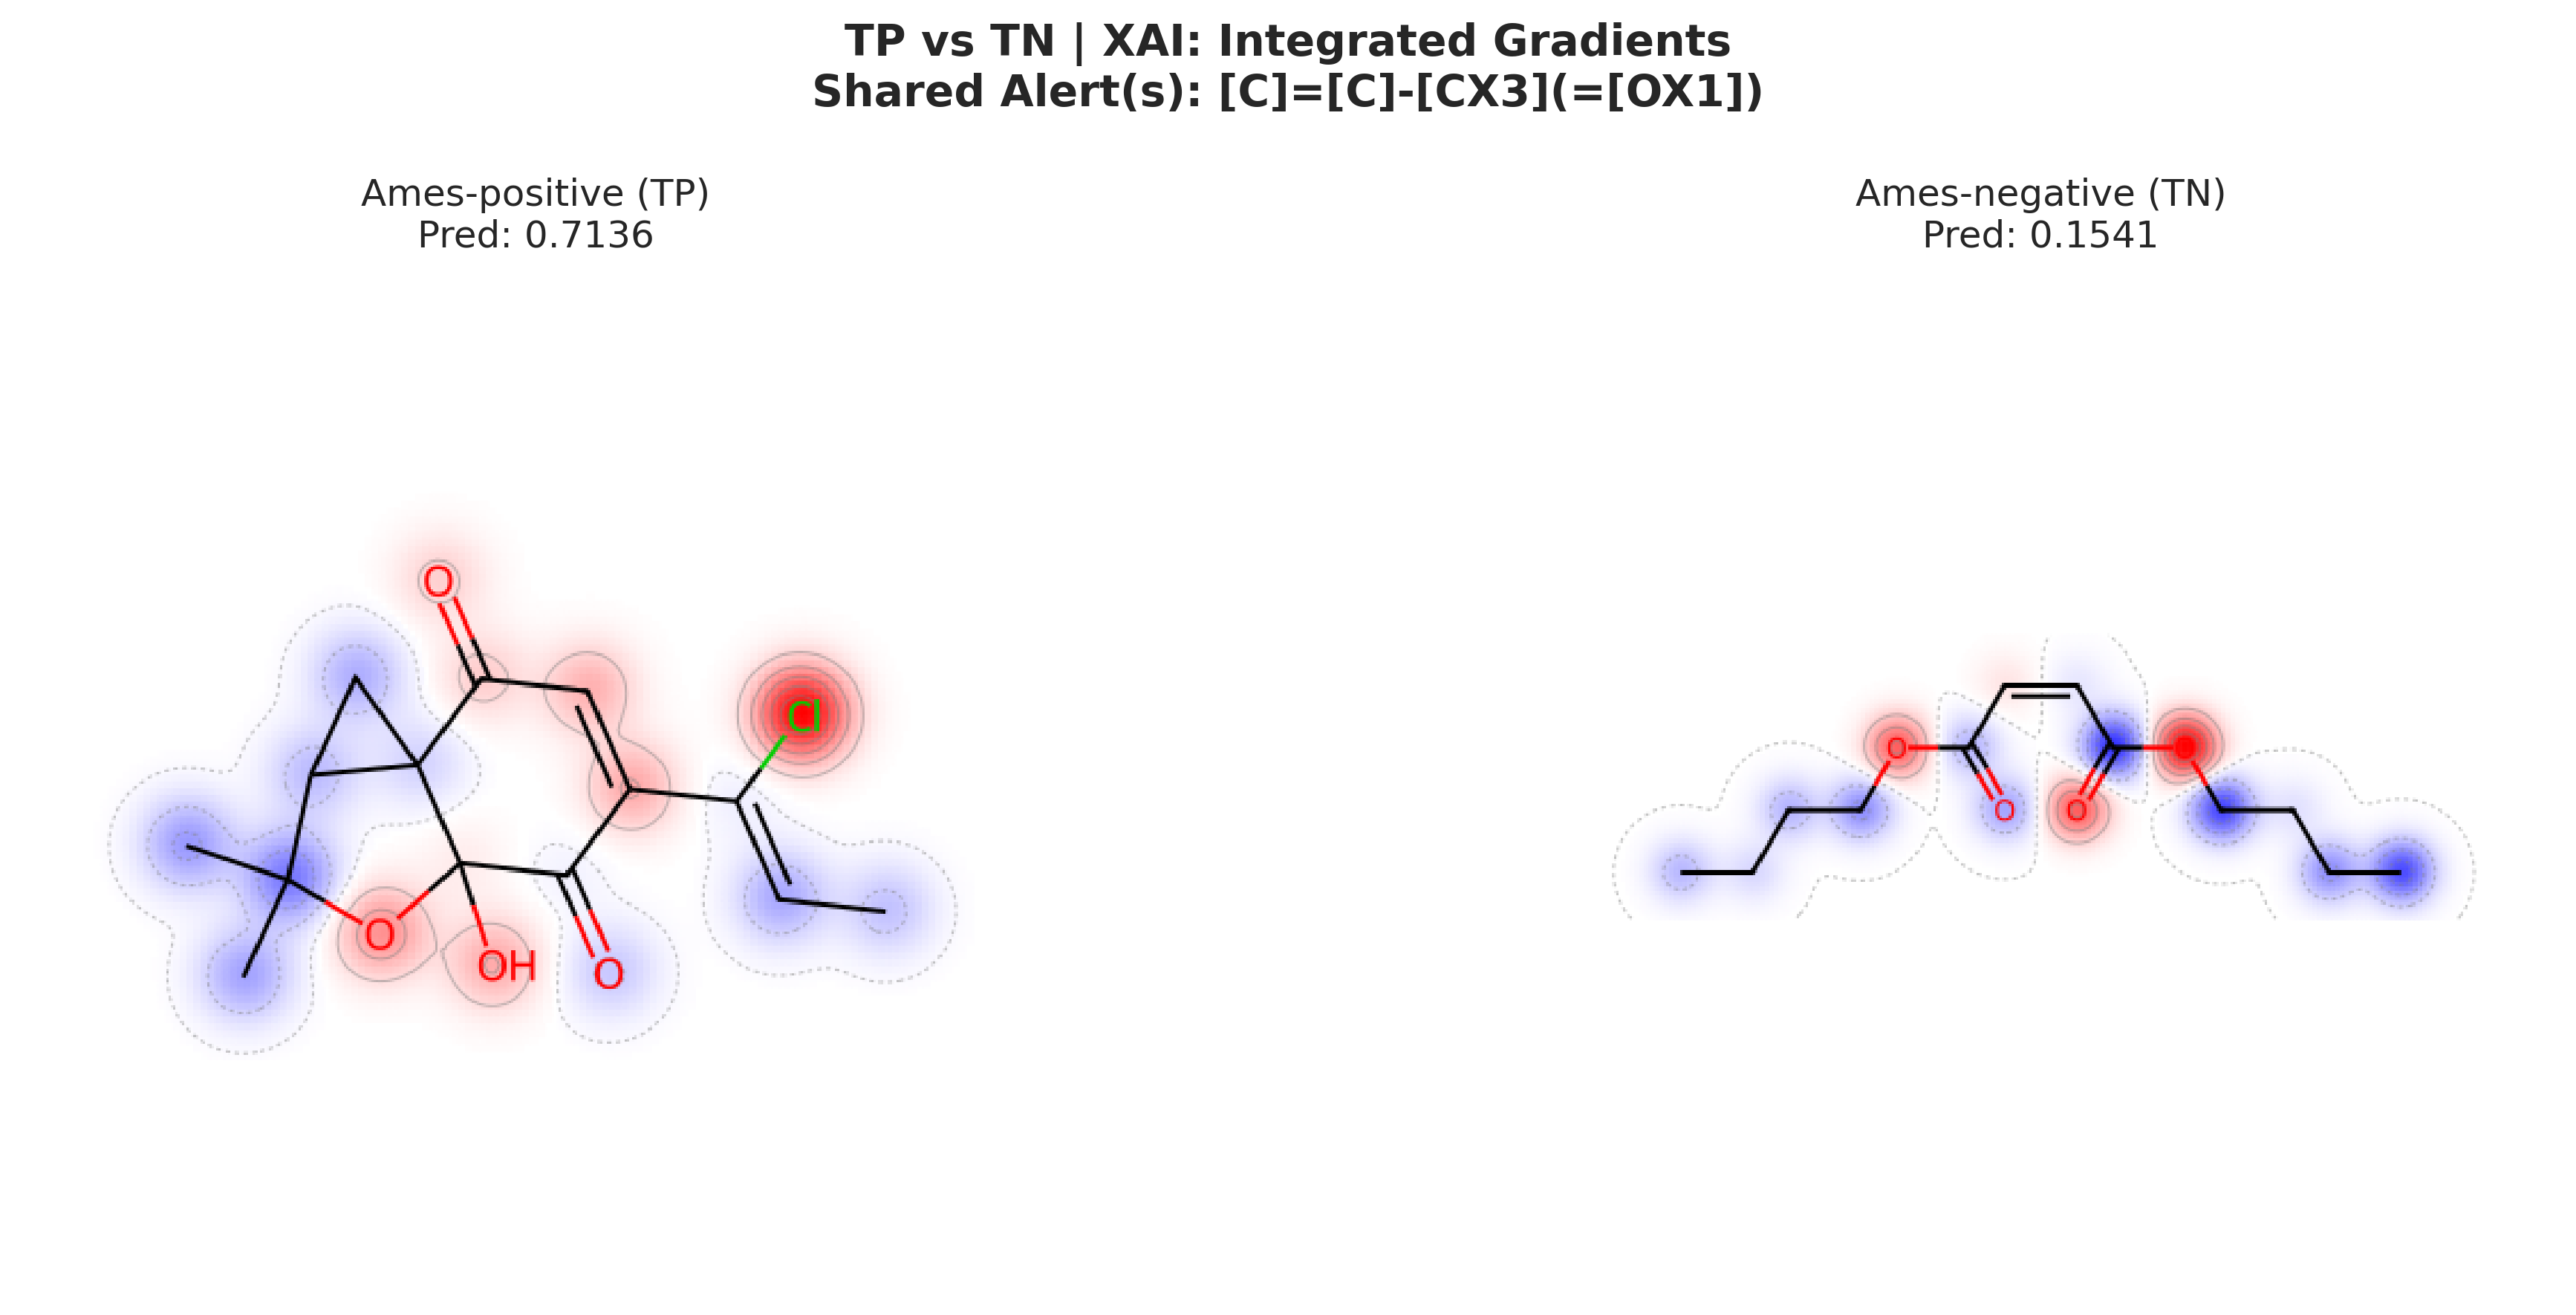 TP vs TN | XAI: Integrated Gradients
Shared Alert(s): [C]=[C]-[CX3](=[OX1])
Ames-positive (TP)
Pred: 0.7136
Ames-negative (TN)
Pred: 0.1541
O
Cl
O
OH
O
O
O
O
O